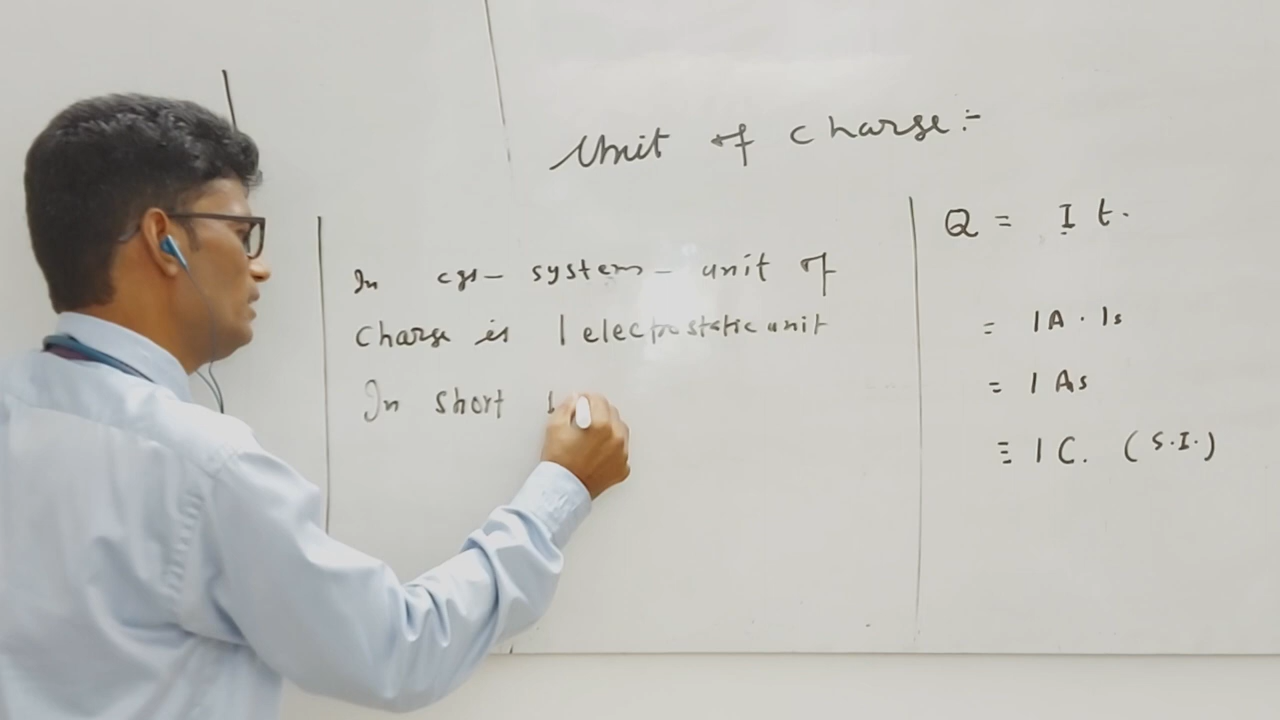 Unit of charge:-
In cgs- system- unit of
charge is 1 electrostatic unit
In short 1
Q = I t.
= 1A . 1s
= 1 As
≡ 1 C. (S.I.)